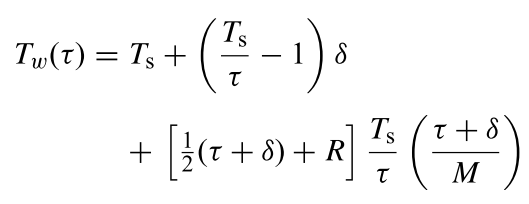 T_w(τ) = T_s + (T_s/τ − 1) δ
+ [½(τ + δ) + R] T_s/τ ((τ + δ)/M)